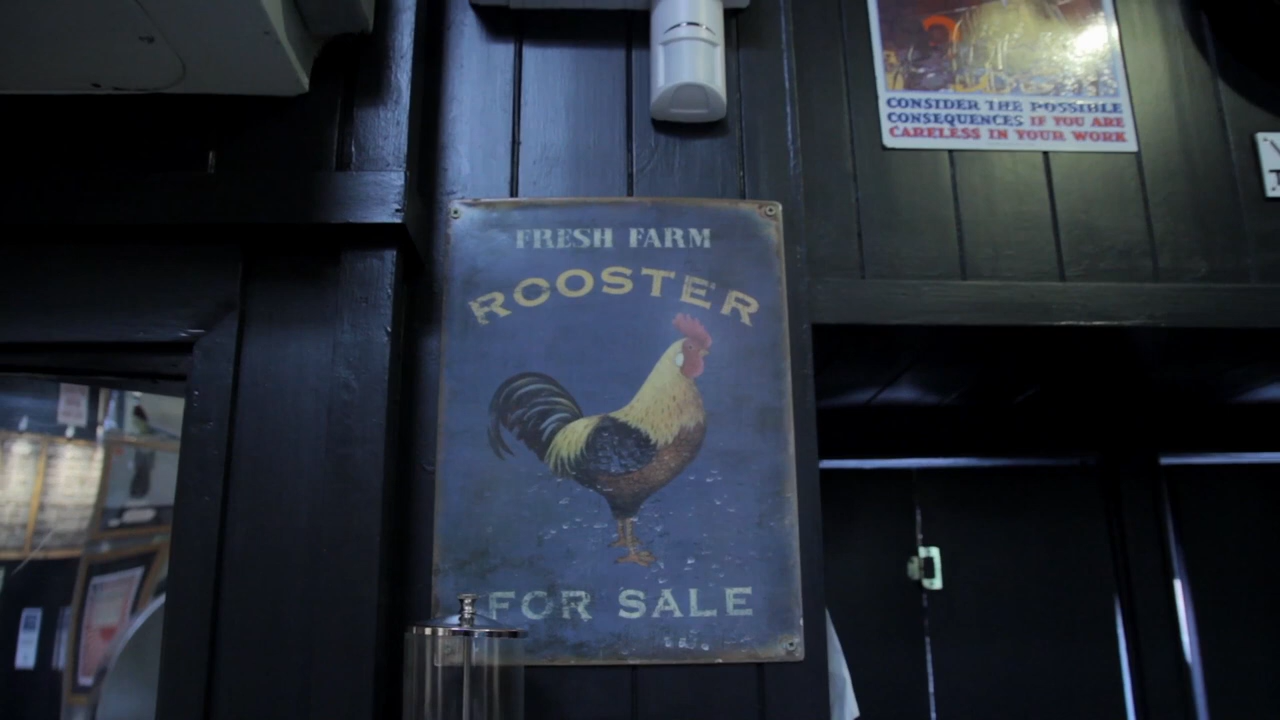 FRESH FARM
ROOSTER
FOR SALE
CONSIDER THE POSSIBLE
CONSEQUENCES IF YOU ARE
CARELESS IN YOUR WORK